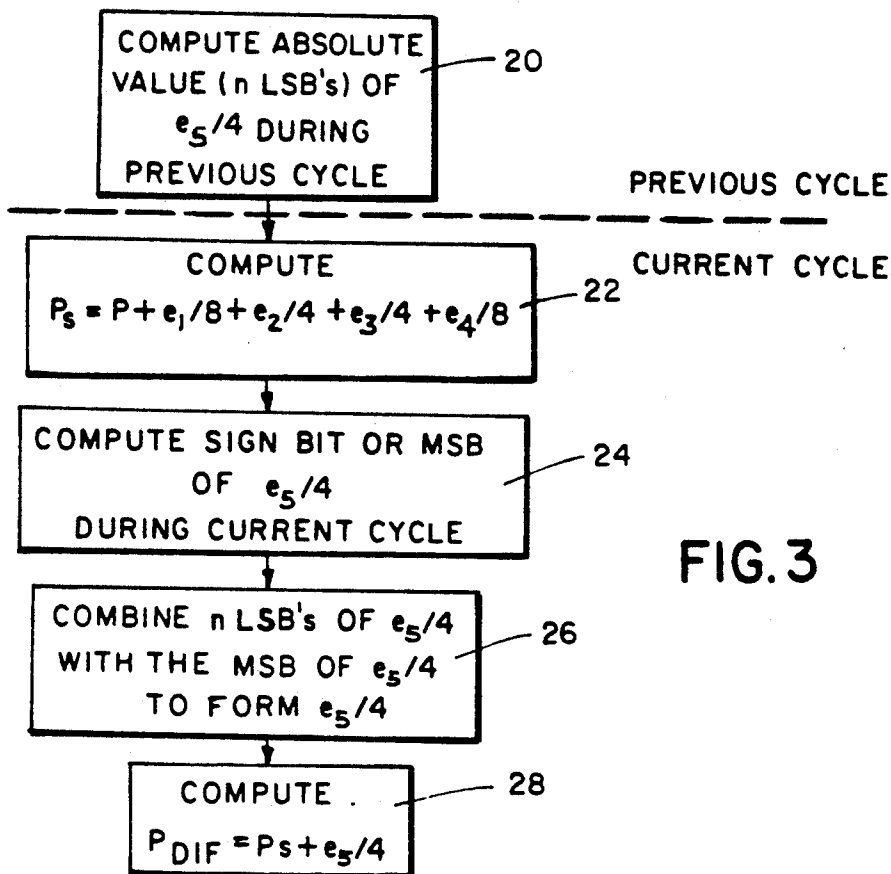 COMPUTE ABSOLUTE
VALUE (n LSB's) OF
e5/4 DURING
PREVIOUS CYCLE
20
PREVIOUS CYCLE
CURRENT CYCLE
COMPUTE
Ps = P + e1/8 + e2/4 + e3/4 + e4/8
22
COMPUTE SIGN BIT OR MSB
OF e5/4
DURING CURRENT CYCLE
24
FIG. 3
COMBINE n LSB's OF e5/4
WITH THE MSB OF e5/4
TO FORM e5/4
26
COMPUTE
PDIF = Ps + e5/4
28